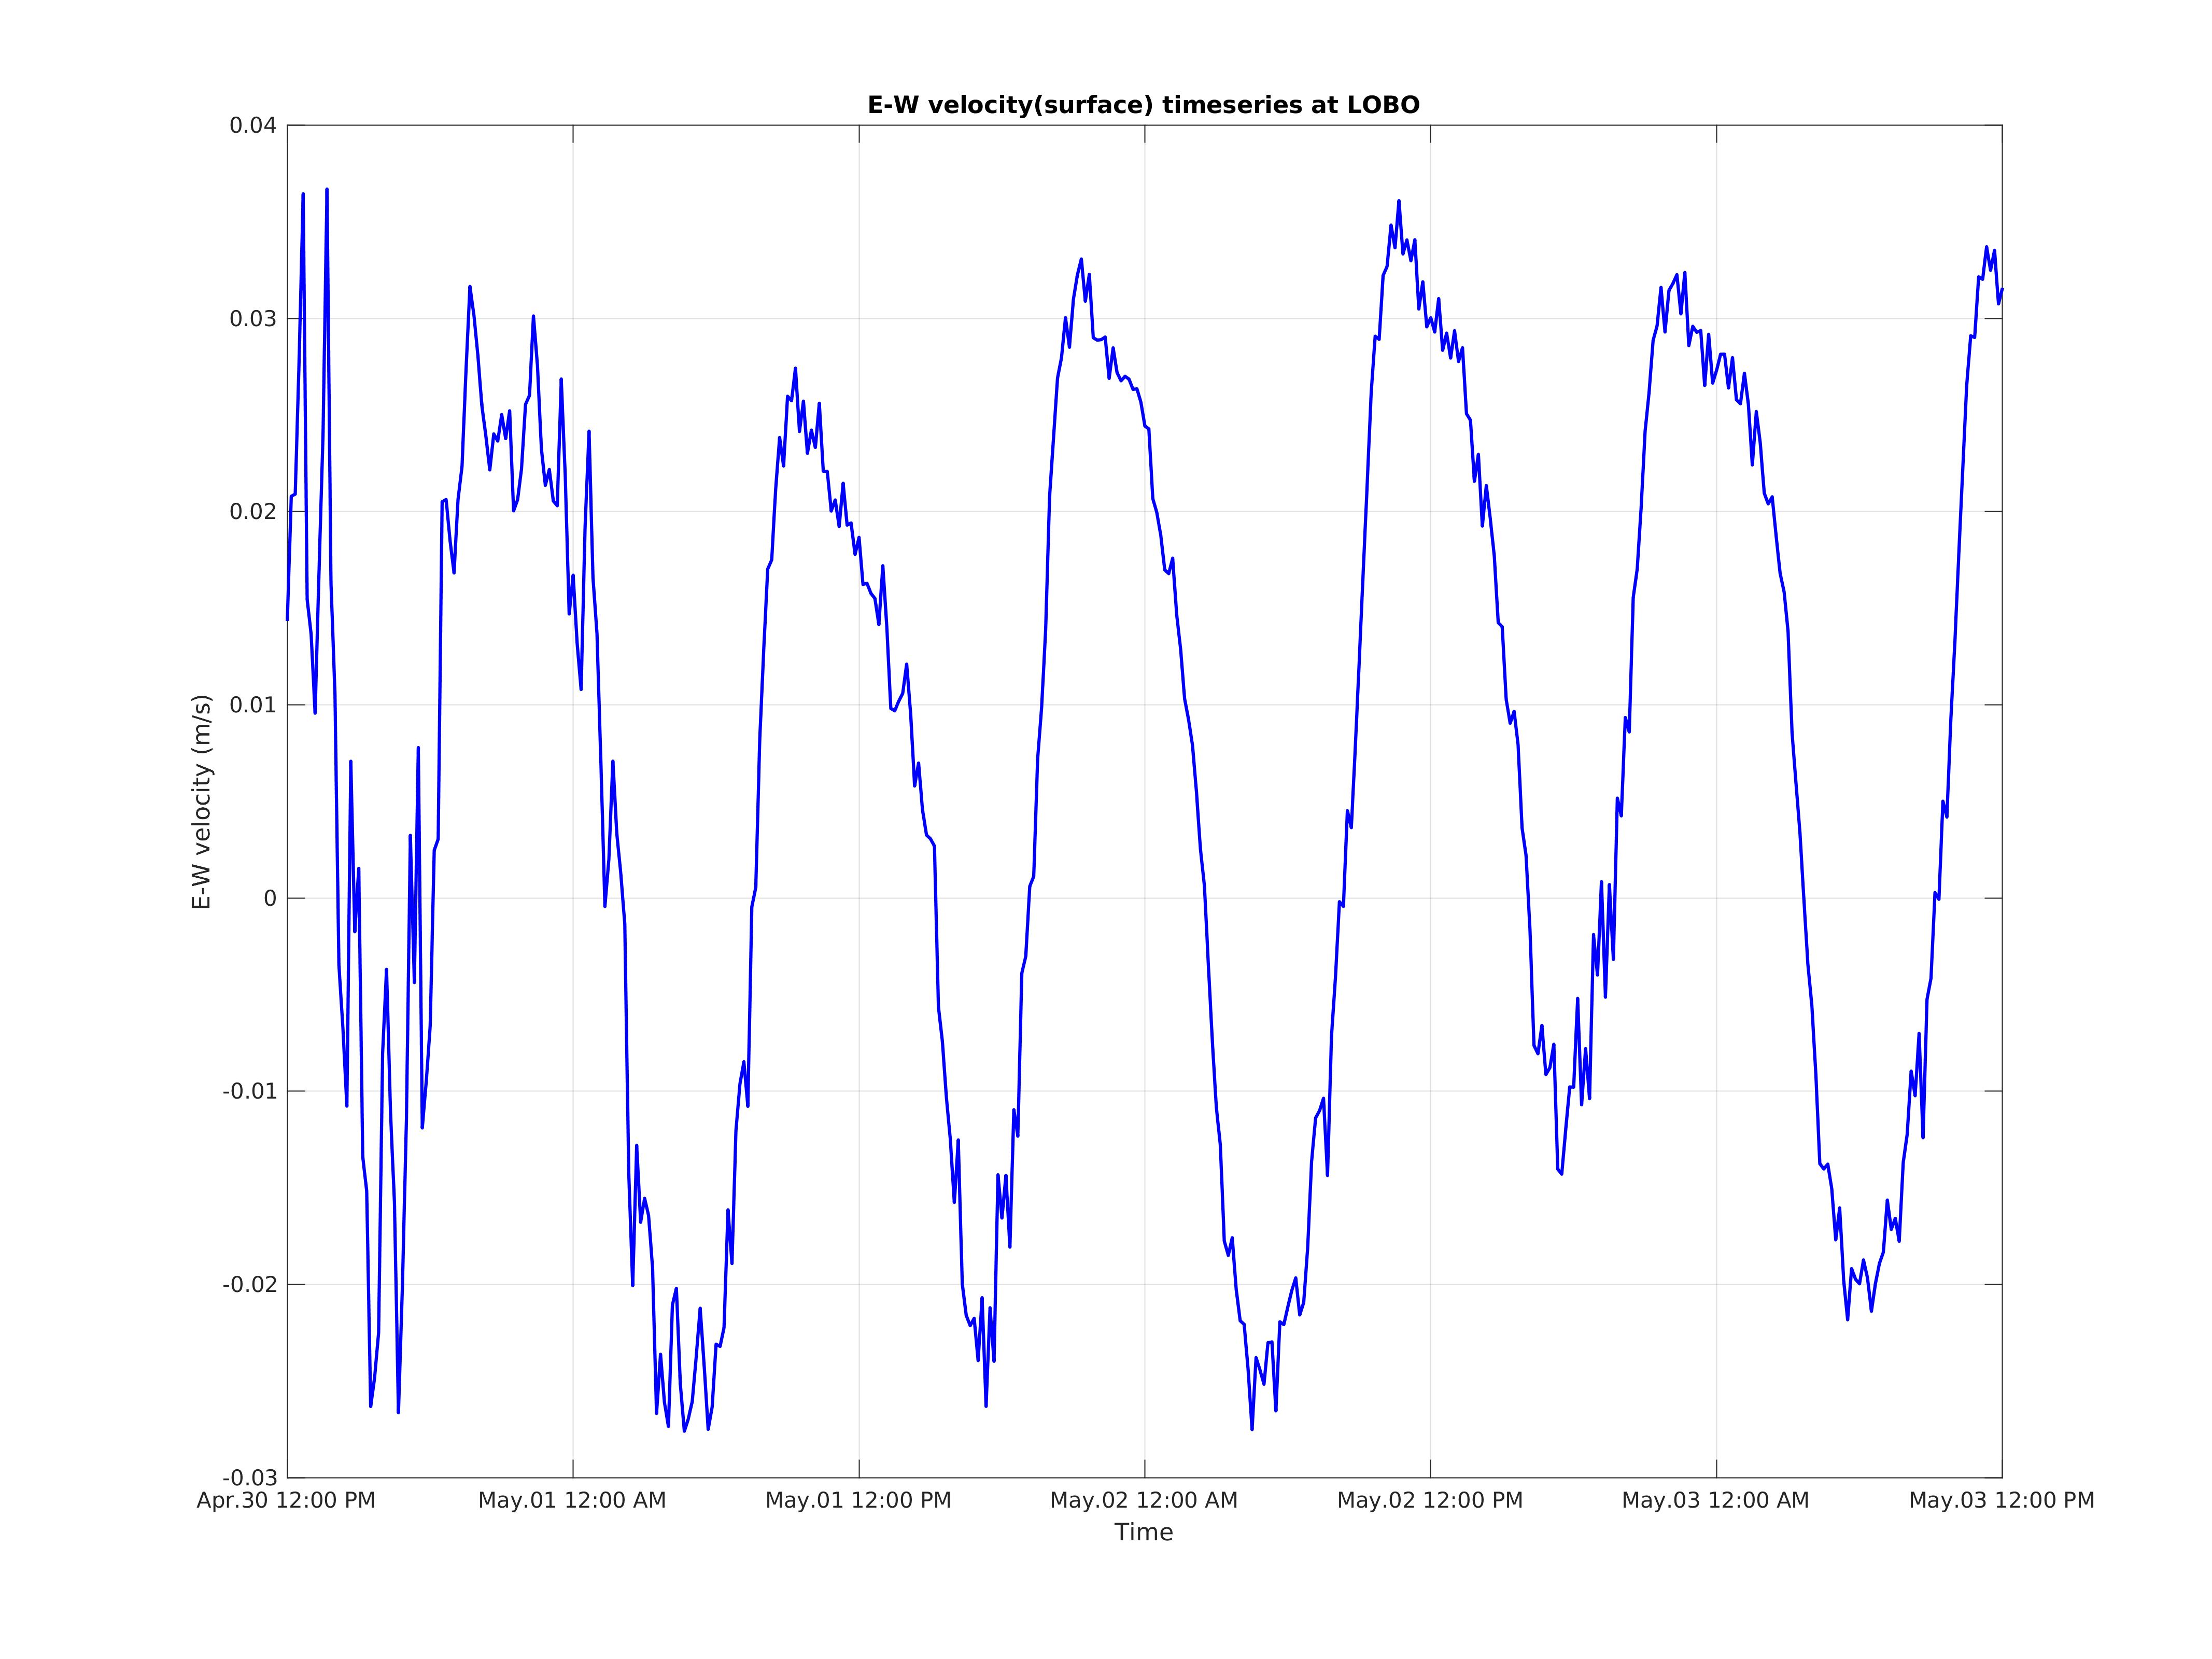 E-W velocity(surface) timeseries at LOBO
0.04
0.03
0.02
0.01
0
-0.01
-0.02
-0.03
E-W velocity (m/s)
Apr.30 12:00 PM May.01 12:00 AM May.01 12:00 PM May.02 12:00 AM May.02 12:00 PM May.03 12:00 AM May.03 12:00 PM
Time